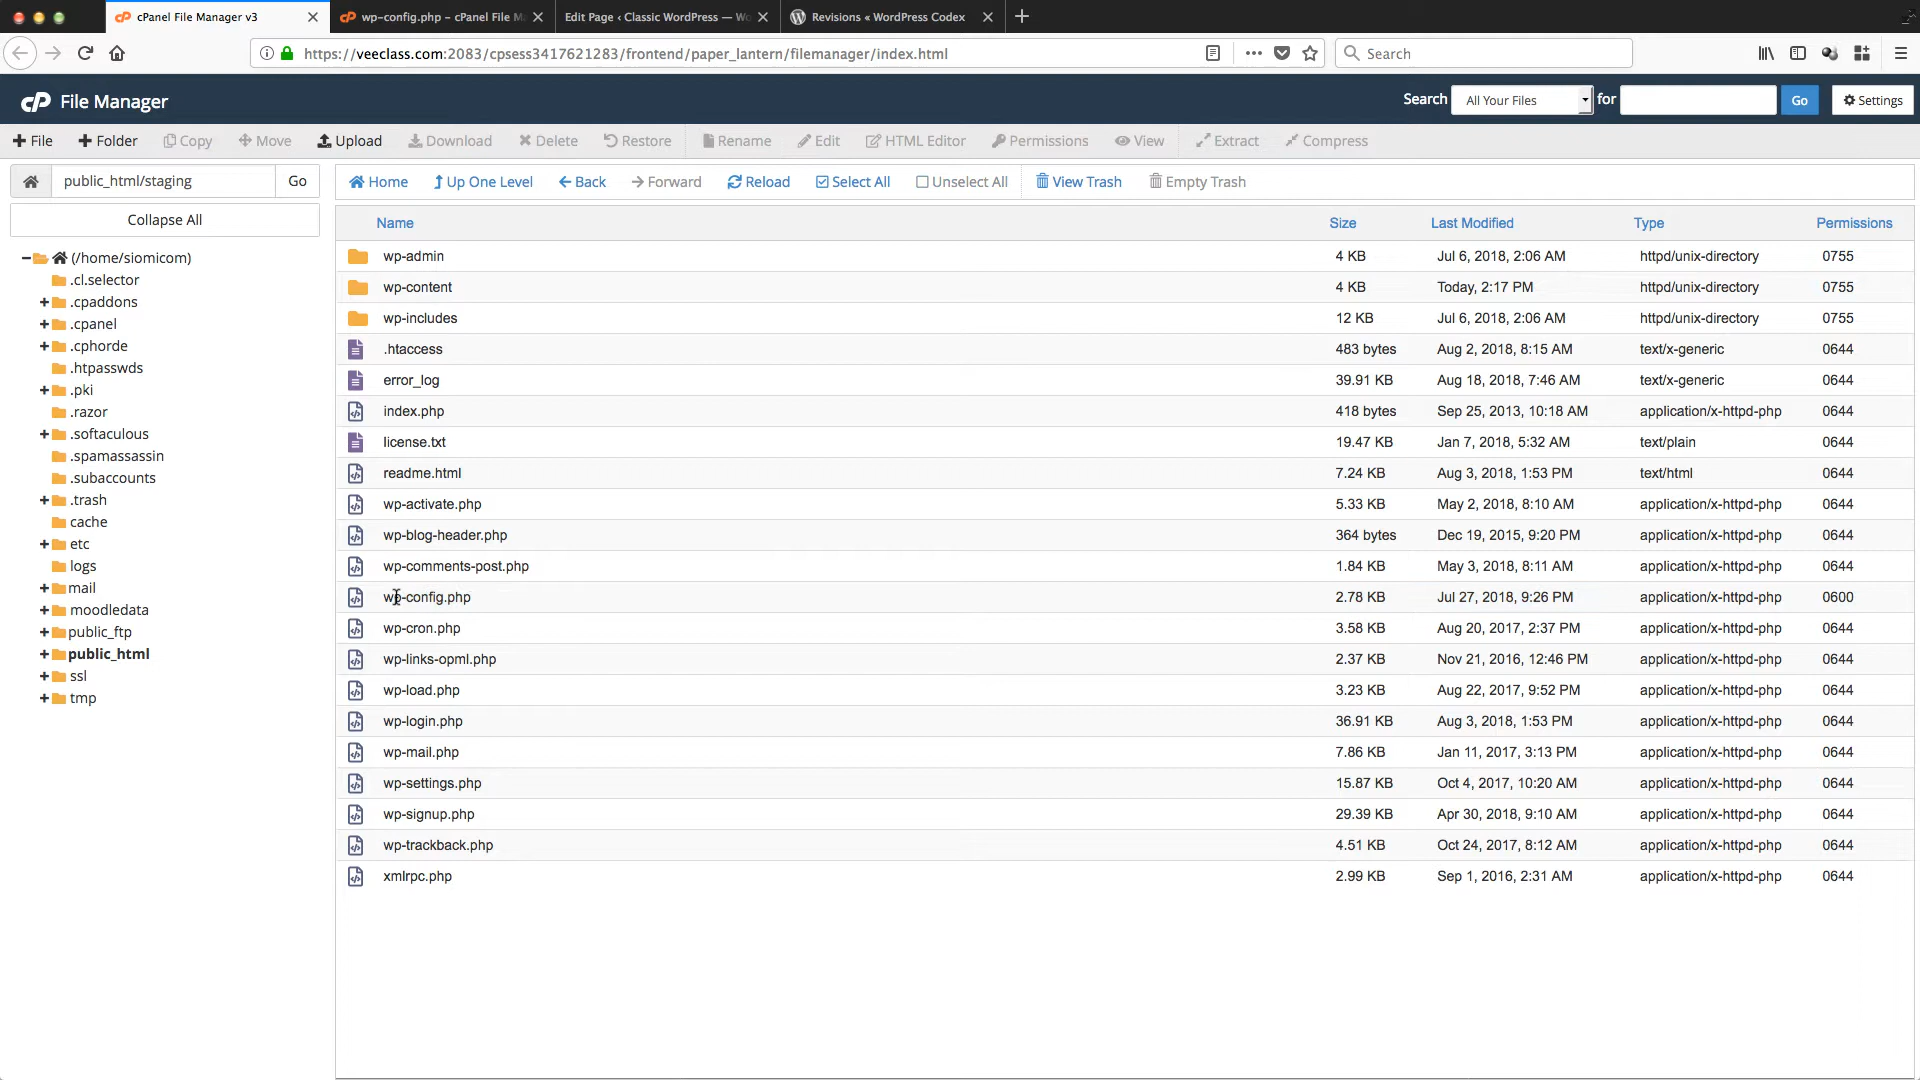 cPanel File Manager v3
wp-config.php – cPanel File M
Edit Page ‹ Classic WordPress — Wo
Revisions « WordPress Codex
https://veeclass.com:2083/cpsess3417621283/frontend/paper_lantern/filemanager/index.html
Search
cP File Manager
Search All Your Files for Go Settings
+ File + Folder Copy Move Upload Download Delete Restore Rename Edit HTML Editor Permissions View Extract Compress
public_html/staging Go
Home Up One Level Back Forward Reload Select All Unselect All View Trash Empty Trash
Collapse All
(/home/siomicom)
.cl.selector
.cpaddons
.cpanel
.cphorde
.htpasswds
.pki
.razor
.softaculous
.spamassassin
.subaccounts
.trash
cache
etc
logs
mail
moodledata
public_ftp
public_html
ssl
tmp
Name Size Last Modified Type Permissions
wp-admin 4 KB Jul 6, 2018, 2:06 AM httpd/unix-directory 0755
wp-content 4 KB Today, 2:17 PM httpd/unix-directory 0755
wp-includes 12 KB Jul 6, 2018, 2:06 AM httpd/unix-directory 0755
.htaccess 483 bytes Aug 2, 2018, 8:15 AM text/x-generic 0644
error_log 39.91 KB Aug 18, 2018, 7:46 AM text/x-generic 0644
index.php 418 bytes Sep 25, 2013, 10:18 AM application/x-httpd-php 0644
license.txt 19.47 KB Jan 7, 2018, 5:32 AM text/plain 0644
readme.html 7.24 KB Aug 3, 2018, 1:53 PM text/html 0644
wp-activate.php 5.33 KB May 2, 2018, 8:10 AM application/x-httpd-php 0644
wp-blog-header.php 364 bytes Dec 19, 2015, 9:20 PM application/x-httpd-php 0644
wp-comments-post.php 1.84 KB May 3, 2018, 8:11 AM application/x-httpd-php 0644
wp-config.php 2.78 KB Jul 27, 2018, 9:26 PM application/x-httpd-php 0600
wp-cron.php 3.58 KB Aug 20, 2017, 2:37 PM application/x-httpd-php 0644
wp-links-opml.php 2.37 KB Nov 21, 2016, 12:46 PM application/x-httpd-php 0644
wp-load.php 3.23 KB Aug 22, 2017, 9:52 PM application/x-httpd-php 0644
wp-login.php 36.91 KB Aug 3, 2018, 1:53 PM application/x-httpd-php 0644
wp-mail.php 7.86 KB Jan 11, 2017, 3:13 PM application/x-httpd-php 0644
wp-settings.php 15.87 KB Oct 4, 2017, 10:20 AM application/x-httpd-php 0644
wp-signup.php 29.39 KB Apr 30, 2018, 9:10 AM application/x-httpd-php 0644
wp-trackback.php 4.51 KB Oct 24, 2017, 8:12 AM application/x-httpd-php 0644
xmlrpc.php 2.99 KB Sep 1, 2016, 2:31 AM application/x-httpd-php 0644